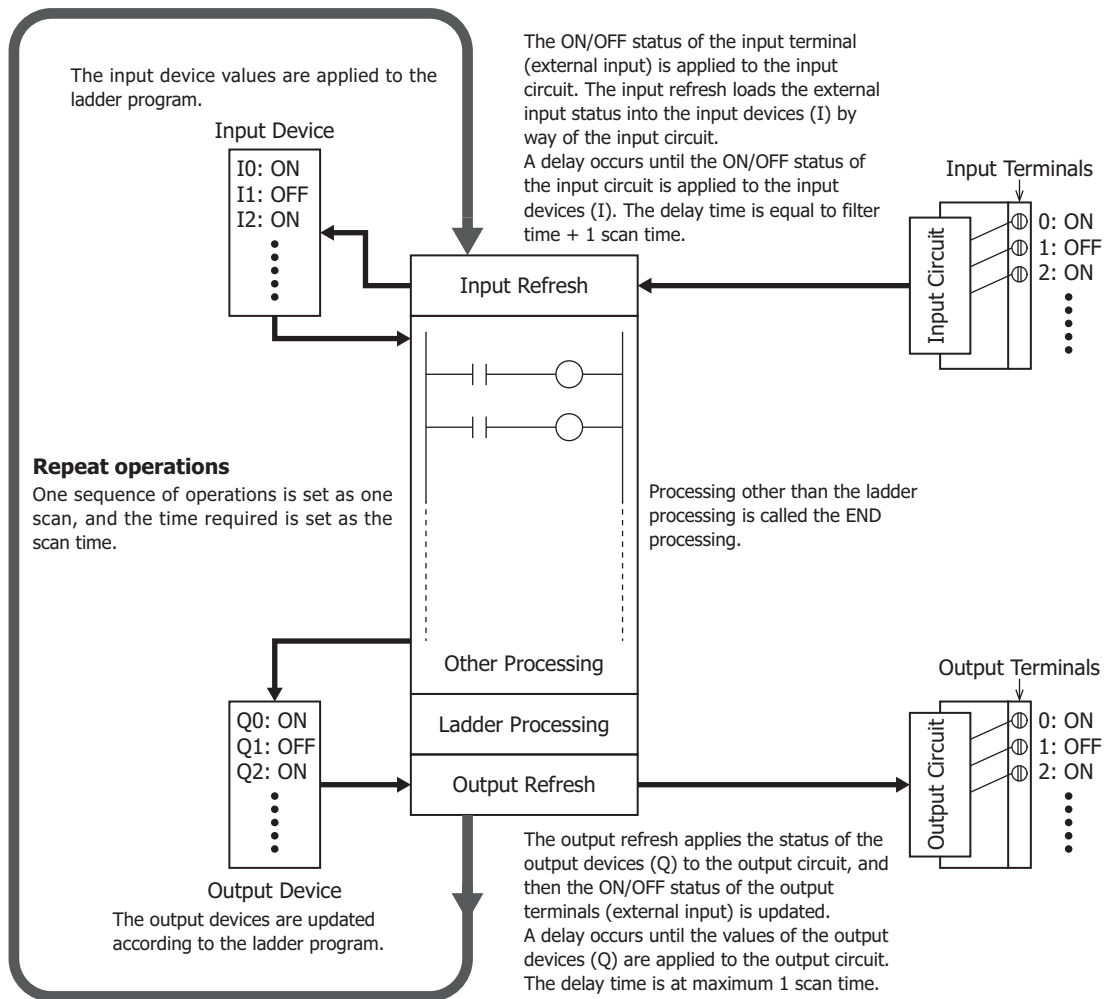 The input device values are applied to the
ladder program.
Input Device
I0: ON
I1: OFF
I2: ON
The ON/OFF status of the input terminal
(external input) is applied to the input
circuit. The input refresh loads the external
input status into the input devices (I) by
way of the input circuit.
A delay occurs until the ON/OFF status of
the input circuit is applied to the input
devices (I). The delay time is equal to filter
time + 1 scan time.
Input Terminals
Input Circuit
0: ON
1: OFF
2: ON
Input Refresh
Repeat operations
One sequence of operations is set as one
scan, and the time required is set as the
scan time.
Processing other than the ladder
processing is called the END
processing.
Other Processing
Ladder Processing
Output Refresh
Q0: ON
Q1: OFF
Q2: ON
Output Device
The output devices are updated
according to the ladder program.
Output Terminals
Output Circuit
0: ON
1: OFF
2: ON
The output refresh applies the status of the
output devices (Q) to the output circuit, and
then the ON/OFF status of the output
terminals (external input) is updated.
A delay occurs until the values of the output
devices (Q) are applied to the output circuit.
The delay time is at maximum 1 scan time.